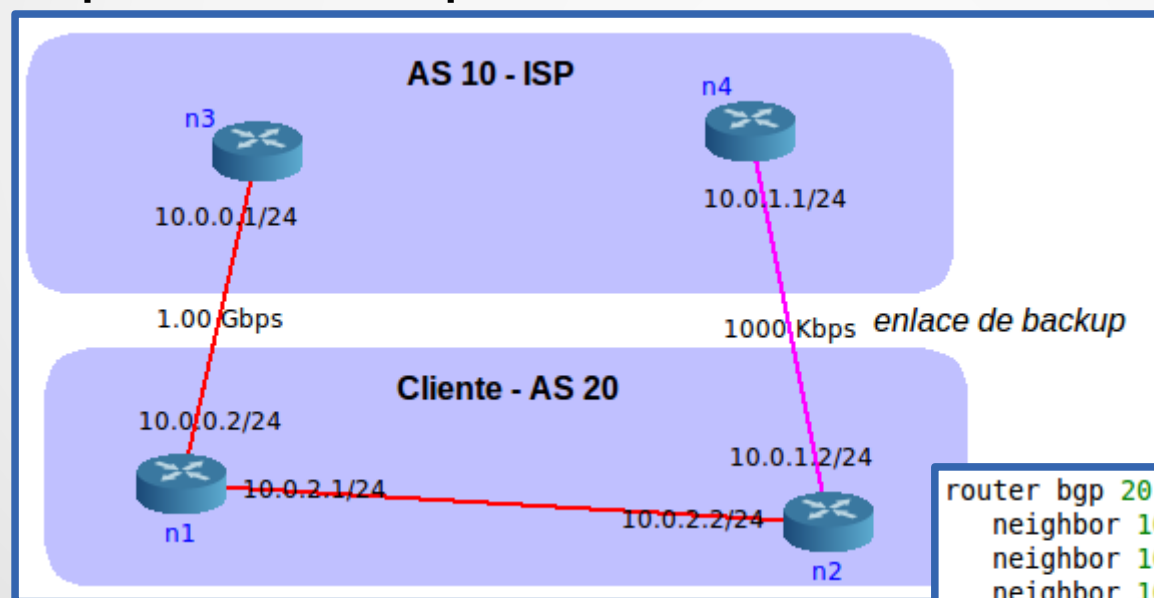 AS 10 - ISP
n3
n4
10.0.0.1/24
10.0.1.1/24
1.00 Gbps
1000 Kbps
enlace de backup
Cliente - AS 20
10.0.0.2/24
10.0.1.2/24
10.0.2.1/24
10.0.2.2/24
n1
n2
router bgp 20
neighbor
neighbor
neighbor